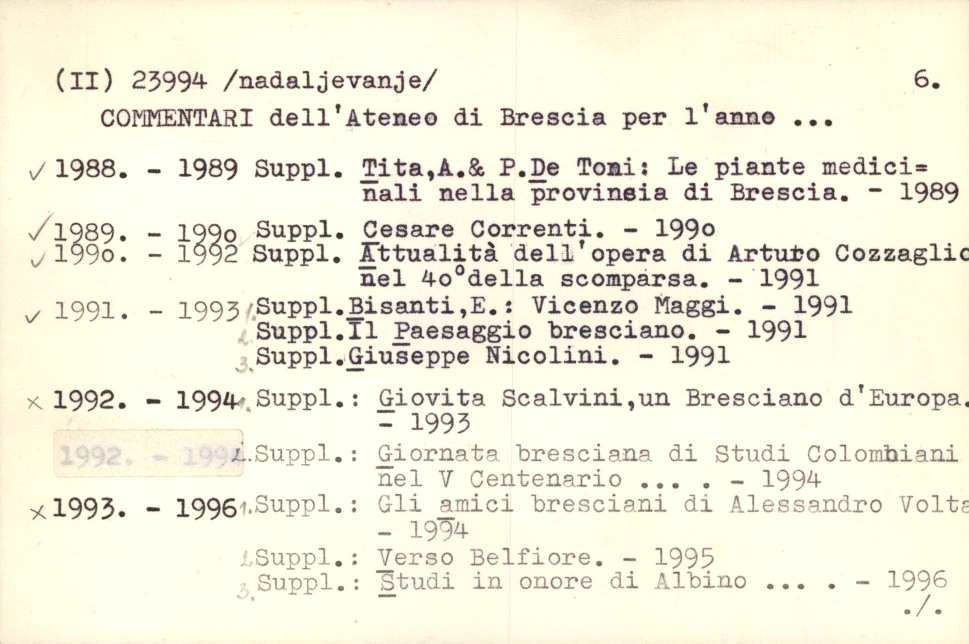 (II) 23994 /nadaljevanje/ 6.
COMMENTARI dell'Ateneo di Brescia per l'anno ...
✓ 1988. - 1989 Suppl. Tita,A.& P.De Toni: Le piante medici=
nali nella provinsia di Brescia. - 1989
✓ 1989. - 199o Suppl. Cesare Correnti. - 199o
✓ 199o. - 1992 Suppl. Attualità dell'opera di Arturo Cozzaglio
nel 4o°della scomparsa. - 1991
✓ 1991. - 1993 1. Suppl.Bisanti,E.: Vicenzo Maggi. - 1991
2. Suppl.Il Paesaggio bresciano. - 1991
3. Suppl.Giuseppe Nicolini. - 1991
× 1992. - 1994 1. Suppl.: Giovita Scalvini,un Bresciano d'Europa.
- 1993
1992. - 1994 2. Suppl.: Giornata bresciana di Studi Colombiani
nel V Centenario ... . - 1994
× 1993. - 1996 1. Suppl.: Gli amici bresciani di Alessandro Volta
- 1994
2. Suppl.: Verso Belfiore. - 1995
3. Suppl.: Studi in onore di Albino ... . - 1996
./.